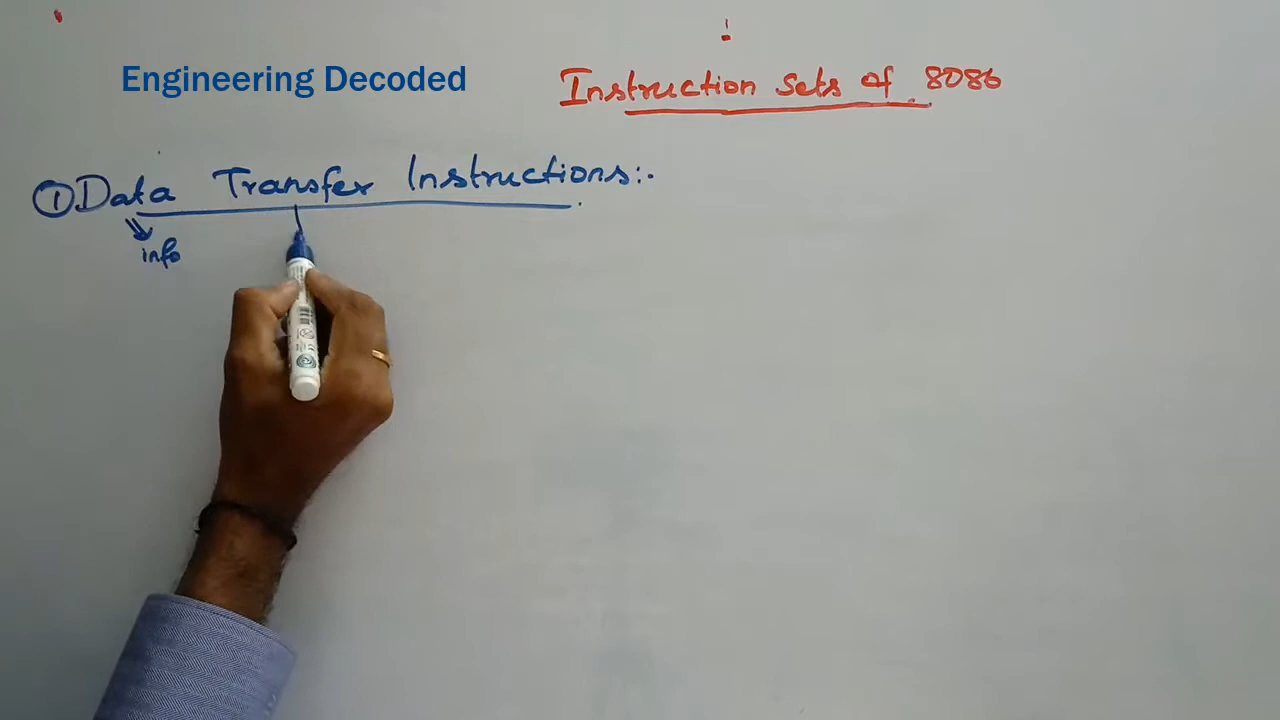 Engineering Decoded
Instruction Sets of 8086
① Data Transfer Instructions:.
info